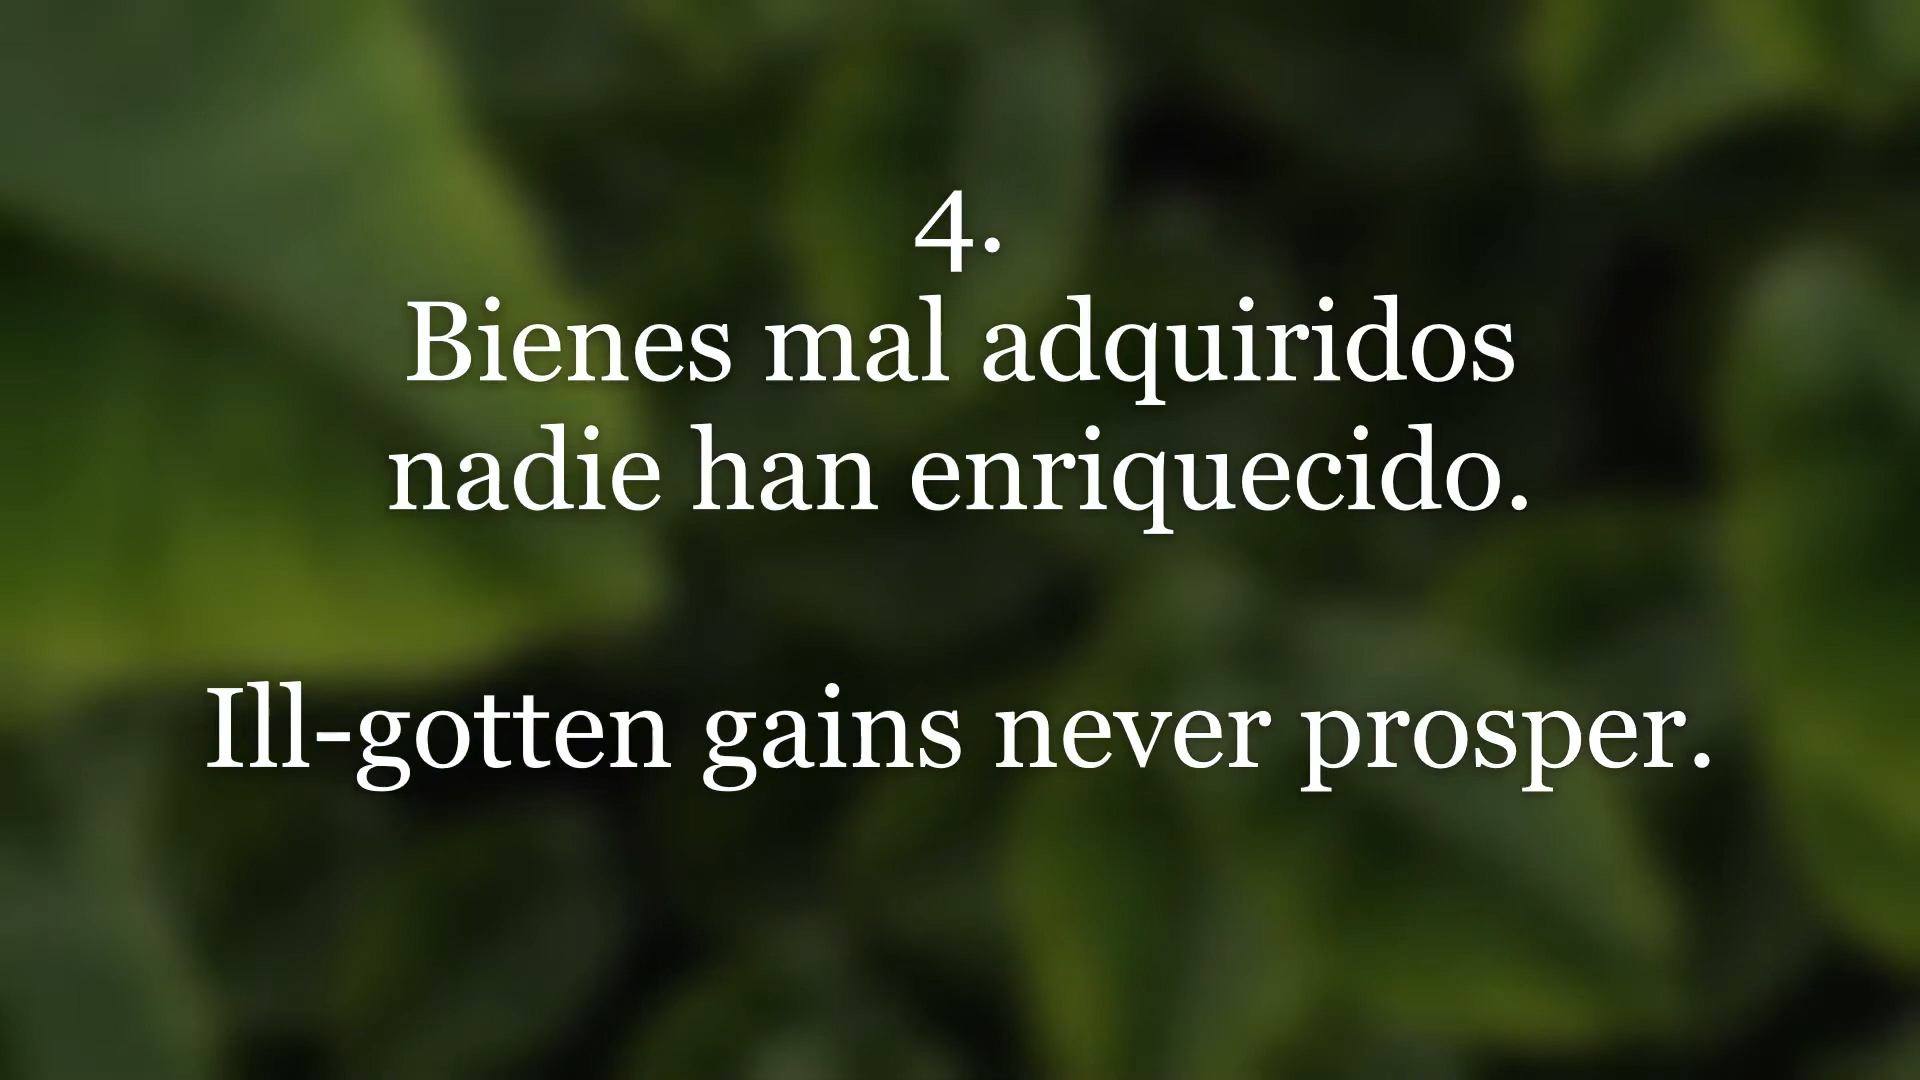 4.
Bienes mal adquiridos
nadie han enriquecido.
Ill-gotten gains never prosper.